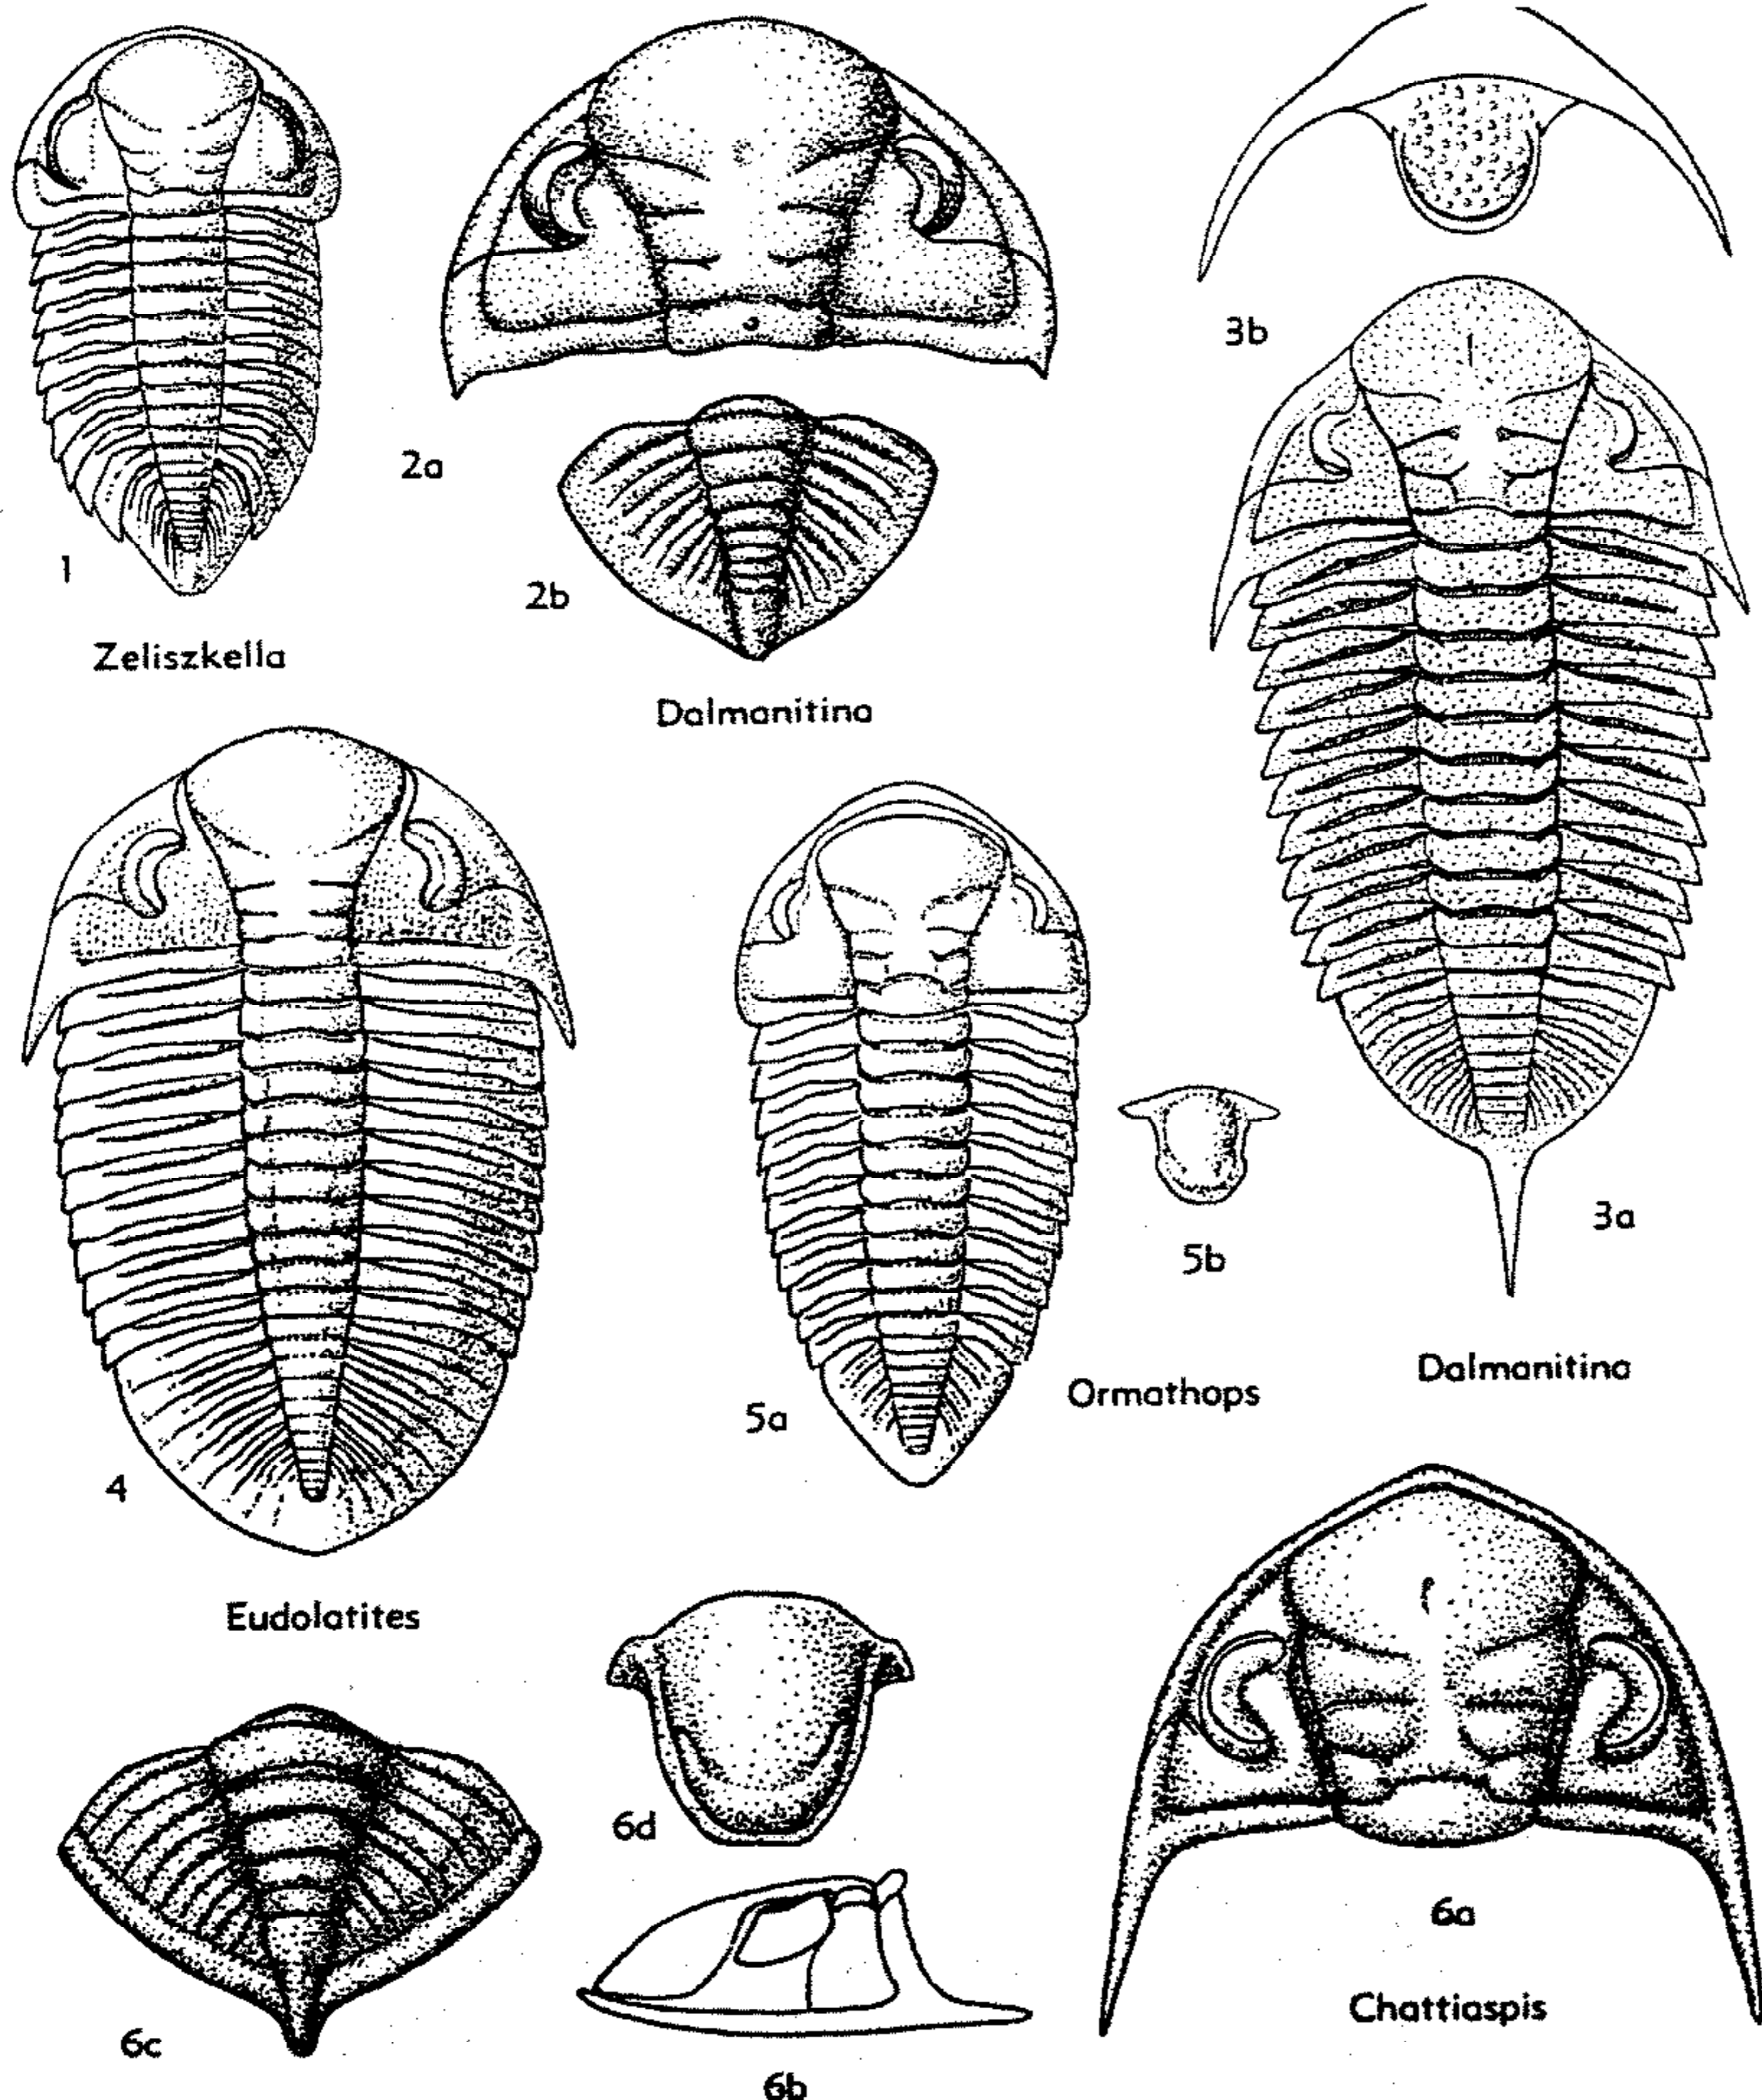 3b
2a
1
2b
Zeliszkella
Dalmanitina
3a
5b
Dalmanitina
Ormathops
5a
4
Eudolatites
6d
6a
Chattiaspis
6c
6b